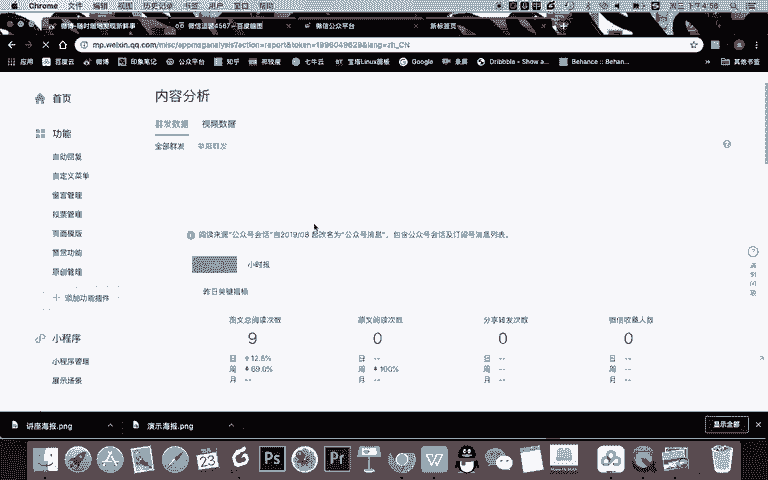 Chrome 文件 编辑 视图 历史记录 书签 用户 窗口 帮助
微博-随时随地发现新鲜事
微信运营4567 – 百度脑图
微信公众平台
新标签页
mp.weixin.qq.com/misc/appmsganalysis?action=report&token=1996049629&lang=zh_CN
应用 百度云 微博 印象笔记 公众平台 知乎 七牛云 宝塔Linux面板 Google Dribbble - Show a... Behance :: Behan...
其他书签
首页
功能
自动回复
自定义菜单
留言管理
投票管理
页面模版
赞赏功能
原创管理
添加功能插件
小程序
小程序管理
展示场景
内容分析
群发数据 视频数据
全部群发 单篇群发
阅读来源“公众号会话”自2019/08 起改名为“公众号消息”，包含公众号会话及订阅号消息列表。
小时报
昨日关键指标
图文总阅读次数 原文阅读次数 分享转发次数 微信收藏人数
9 0 0 0
日 12.5% 日 -- 日 -- 日 --
周 69.0% 周 100% 周 -- 周 --
月 -- 月 -- 月 -- 月 --
讲座海报.png
演示海报.png
显示全部
23
Ps
Pr